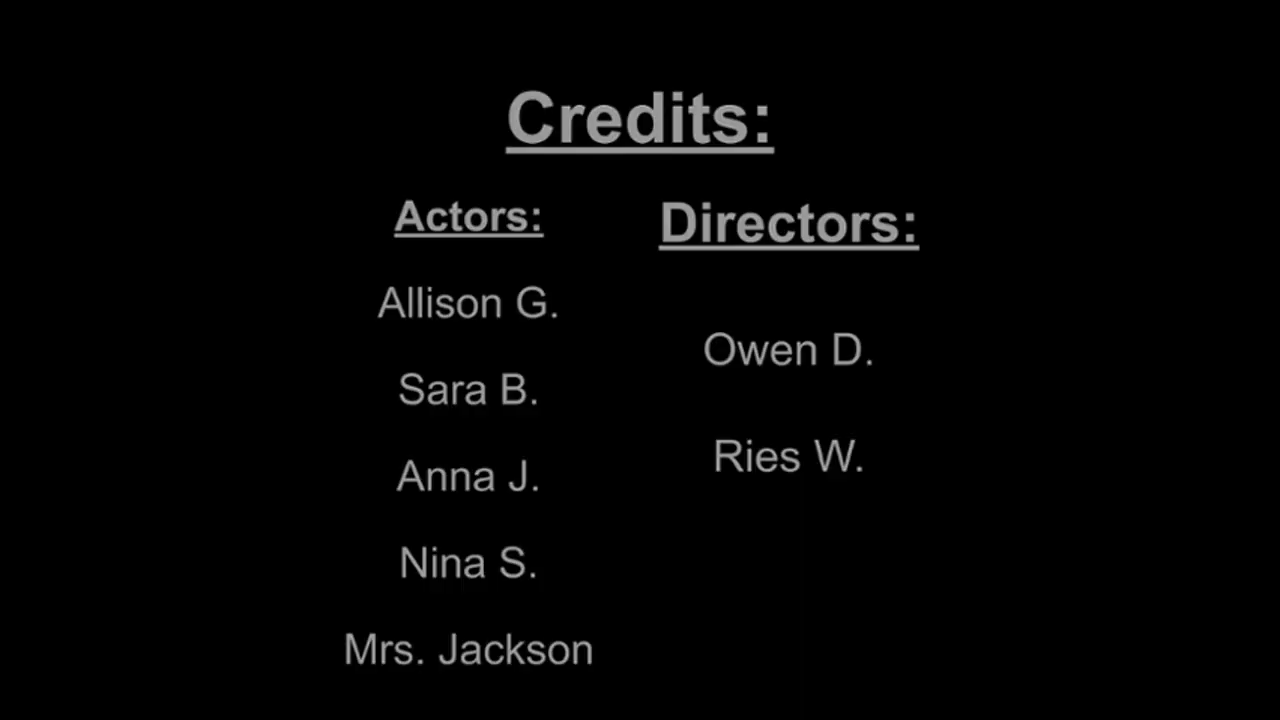 Credits:
Actors:
Allison G.
Sara B.
Anna J.
Nina S.
Mrs. Jackson
Directors:
Owen D.
Ries W.